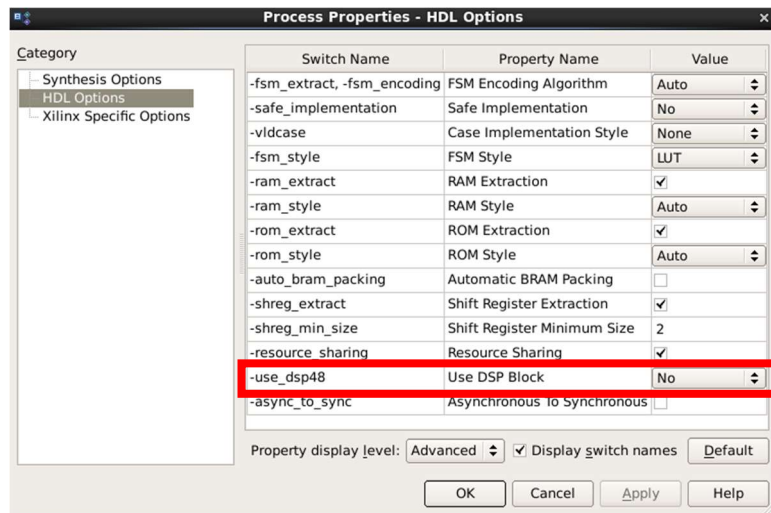 Process Properties - HDL Options
Category
Synthesis Options
HDL Options
Xilinx Specific Options
Switch Name Property Name Value
-fsm_extract, -fsm_encoding FSM Encoding Algorithm Auto
-safe_implementation Safe Implementation No
-vldcase Case Implementation Style None
-fsm_style FSM Style LUT
-ram_extract RAM Extraction
-ram_style RAM Style Auto
-rom_extract ROM Extraction
-rom_style ROM Style Auto
-auto_bram_packing Automatic BRAM Packing
-shreg_extract Shift Register Extraction
-shreg_min_size Shift Register Minimum Size 2
-resource_sharing Resource Sharing
-use_dsp48 Use DSP Block No
-async_to_sync Asynchronous To Synchronous
Property display level: Advanced Display switch names Default
OK Cancel Apply Help